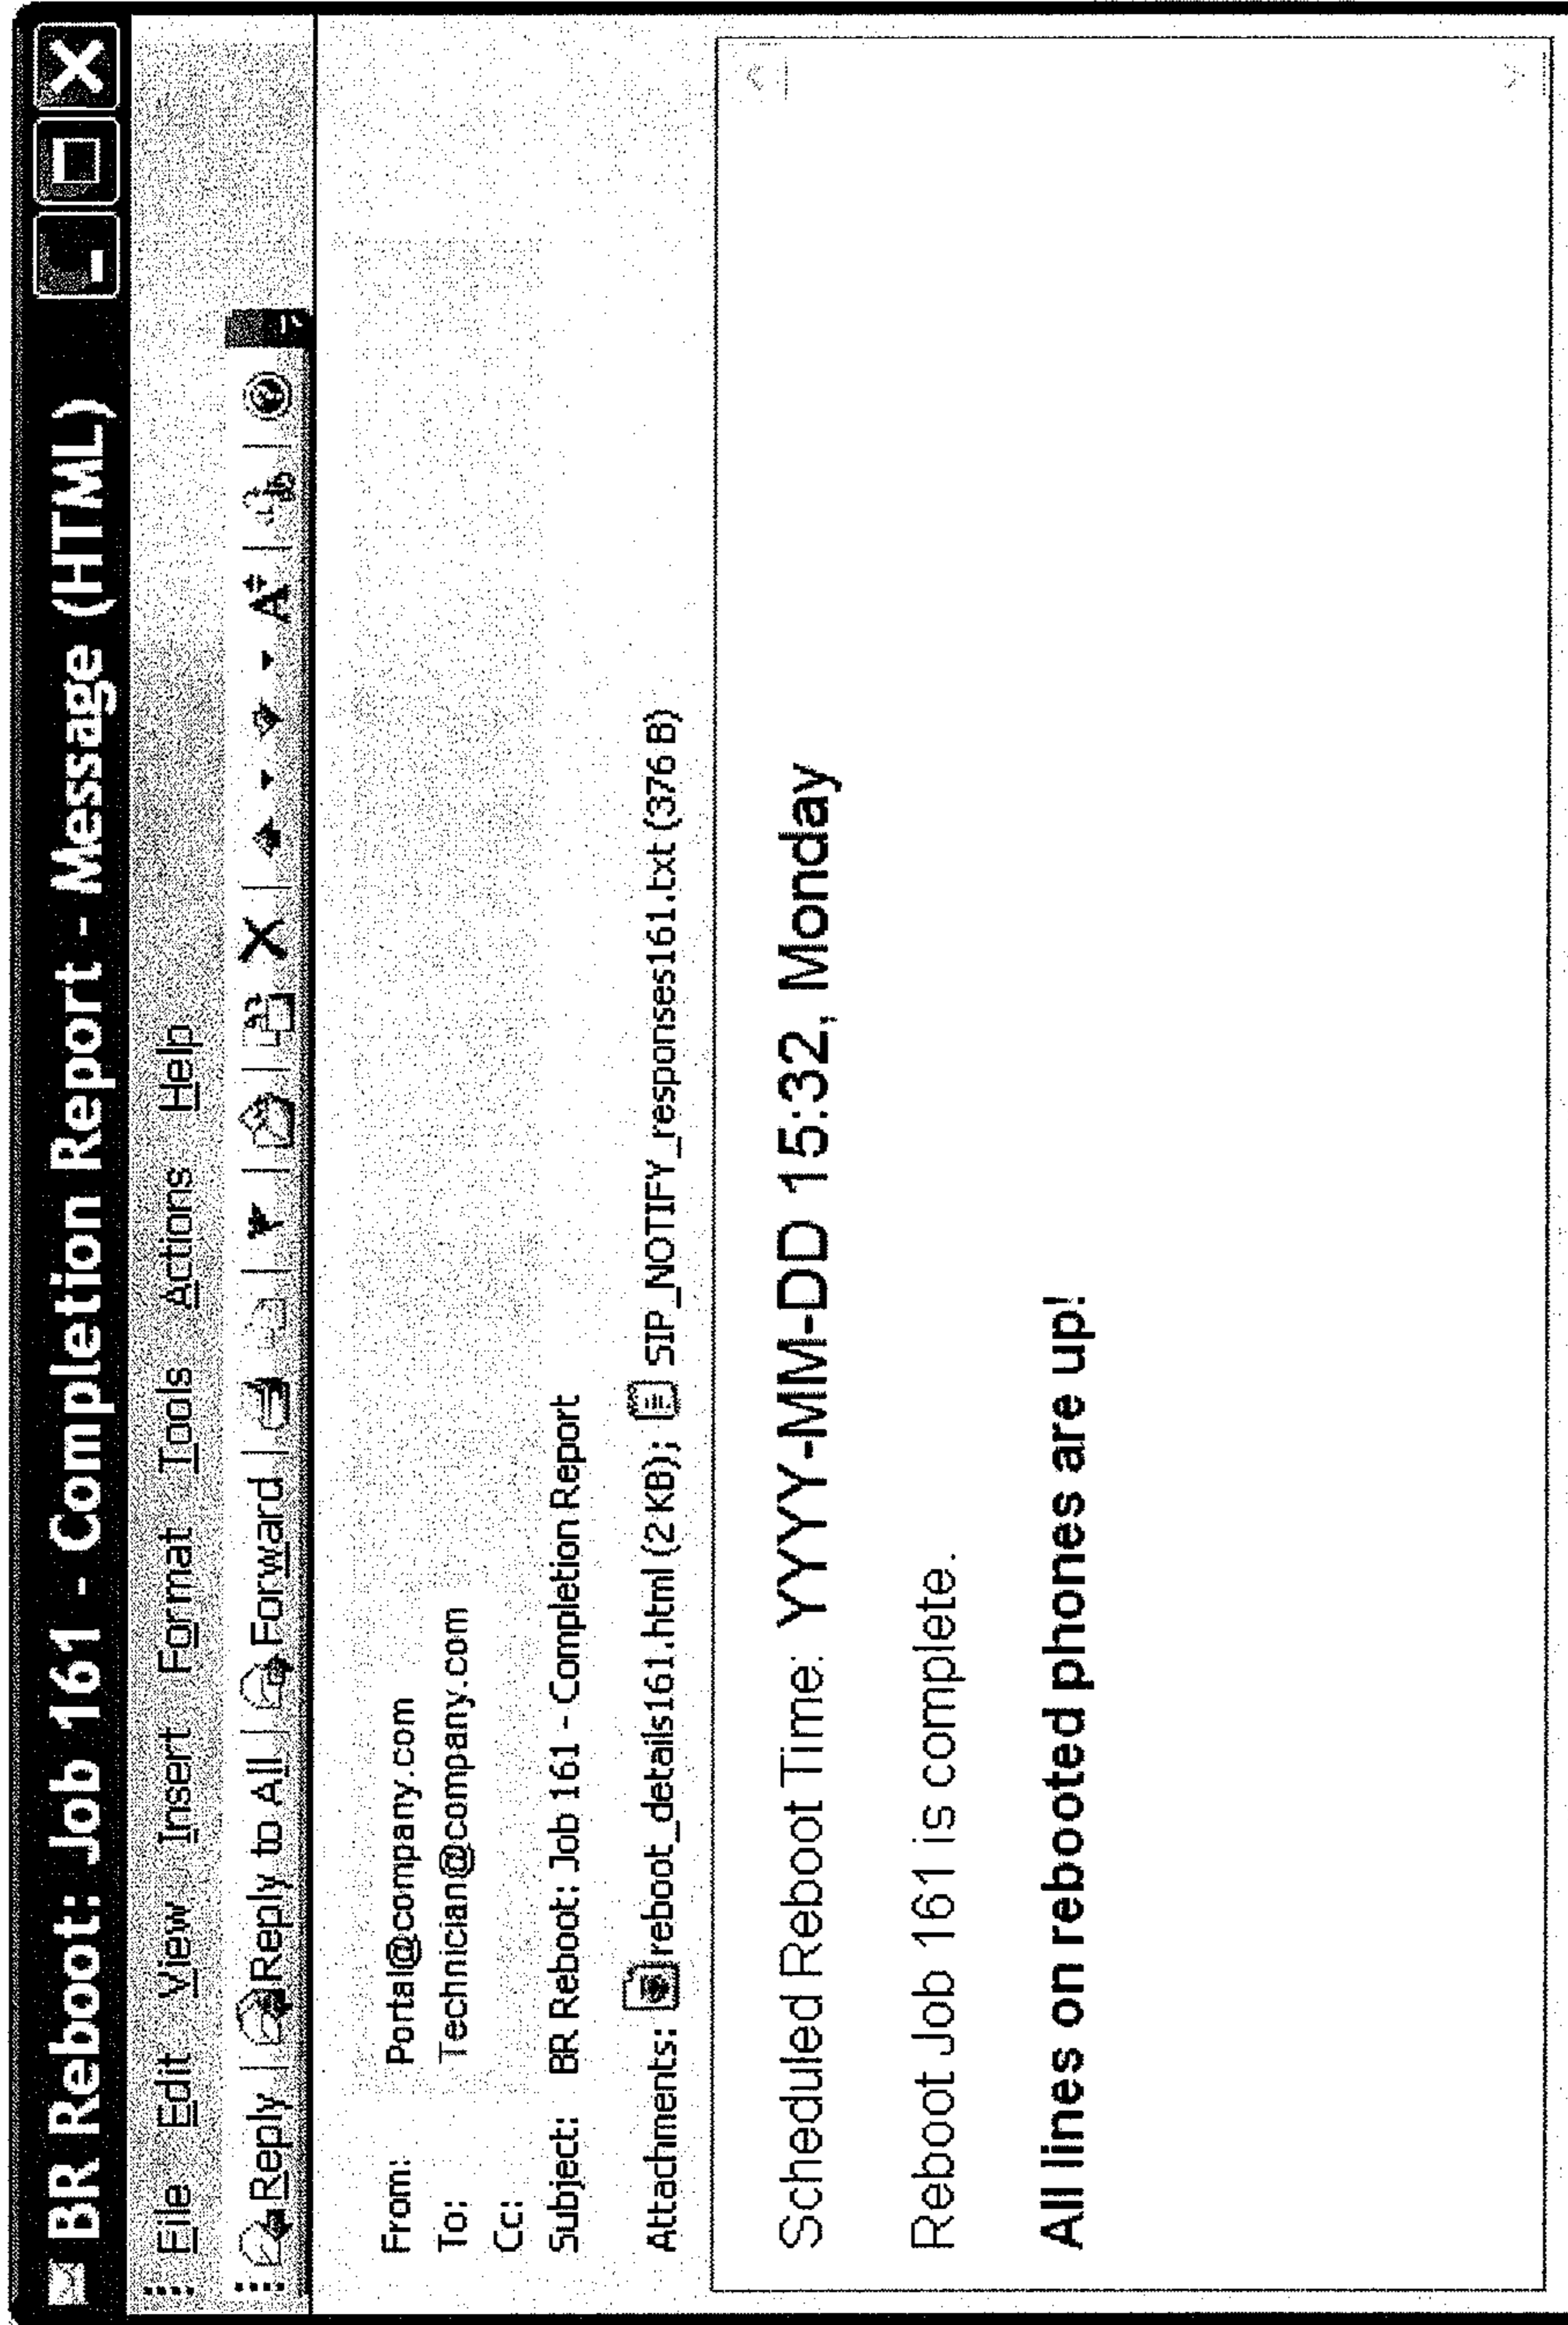 BR Reboot: Job 161 - Completion Report - Message (HTML)
File Edit View Insert Format Tools Actions Help
Reply Reply to All Forward
From: Portal@company.com
To: Technician@company.com
Cc:
Subject: BR Reboot: Job 161 - Completion Report
Attachments: reboot_details161.html (2 KB); SIP_NOTIFY_responses161.txt (376 B)
Scheduled Reboot Time: YYYY-MM-DD 15:32, Monday
Reboot Job 161 is complete.
All lines on rebooted phones are up!